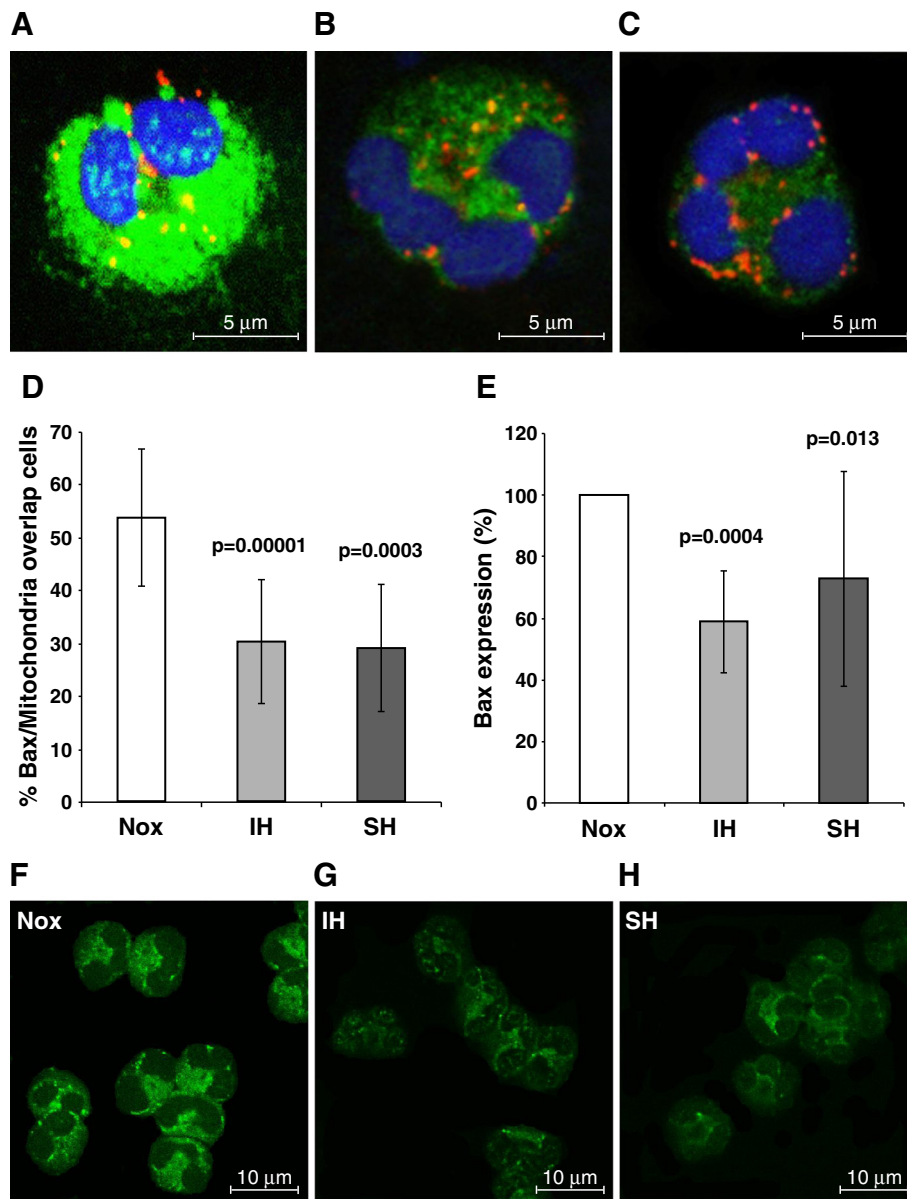 A
B
C
5 μm
5 μm
5 μm
D
E
% Bax/Mitochondria overlap cells
70
60
50
40
30
20
10
0
p=0.00001
p=0.0003
Nox
IH
SH
Bax expression (%)
120
100
80
60
40
20
0
p=0.0004
p=0.013
Nox
IH
SH
F
G
H
Nox
IH
SH
10 μm
10 μm
10 μm